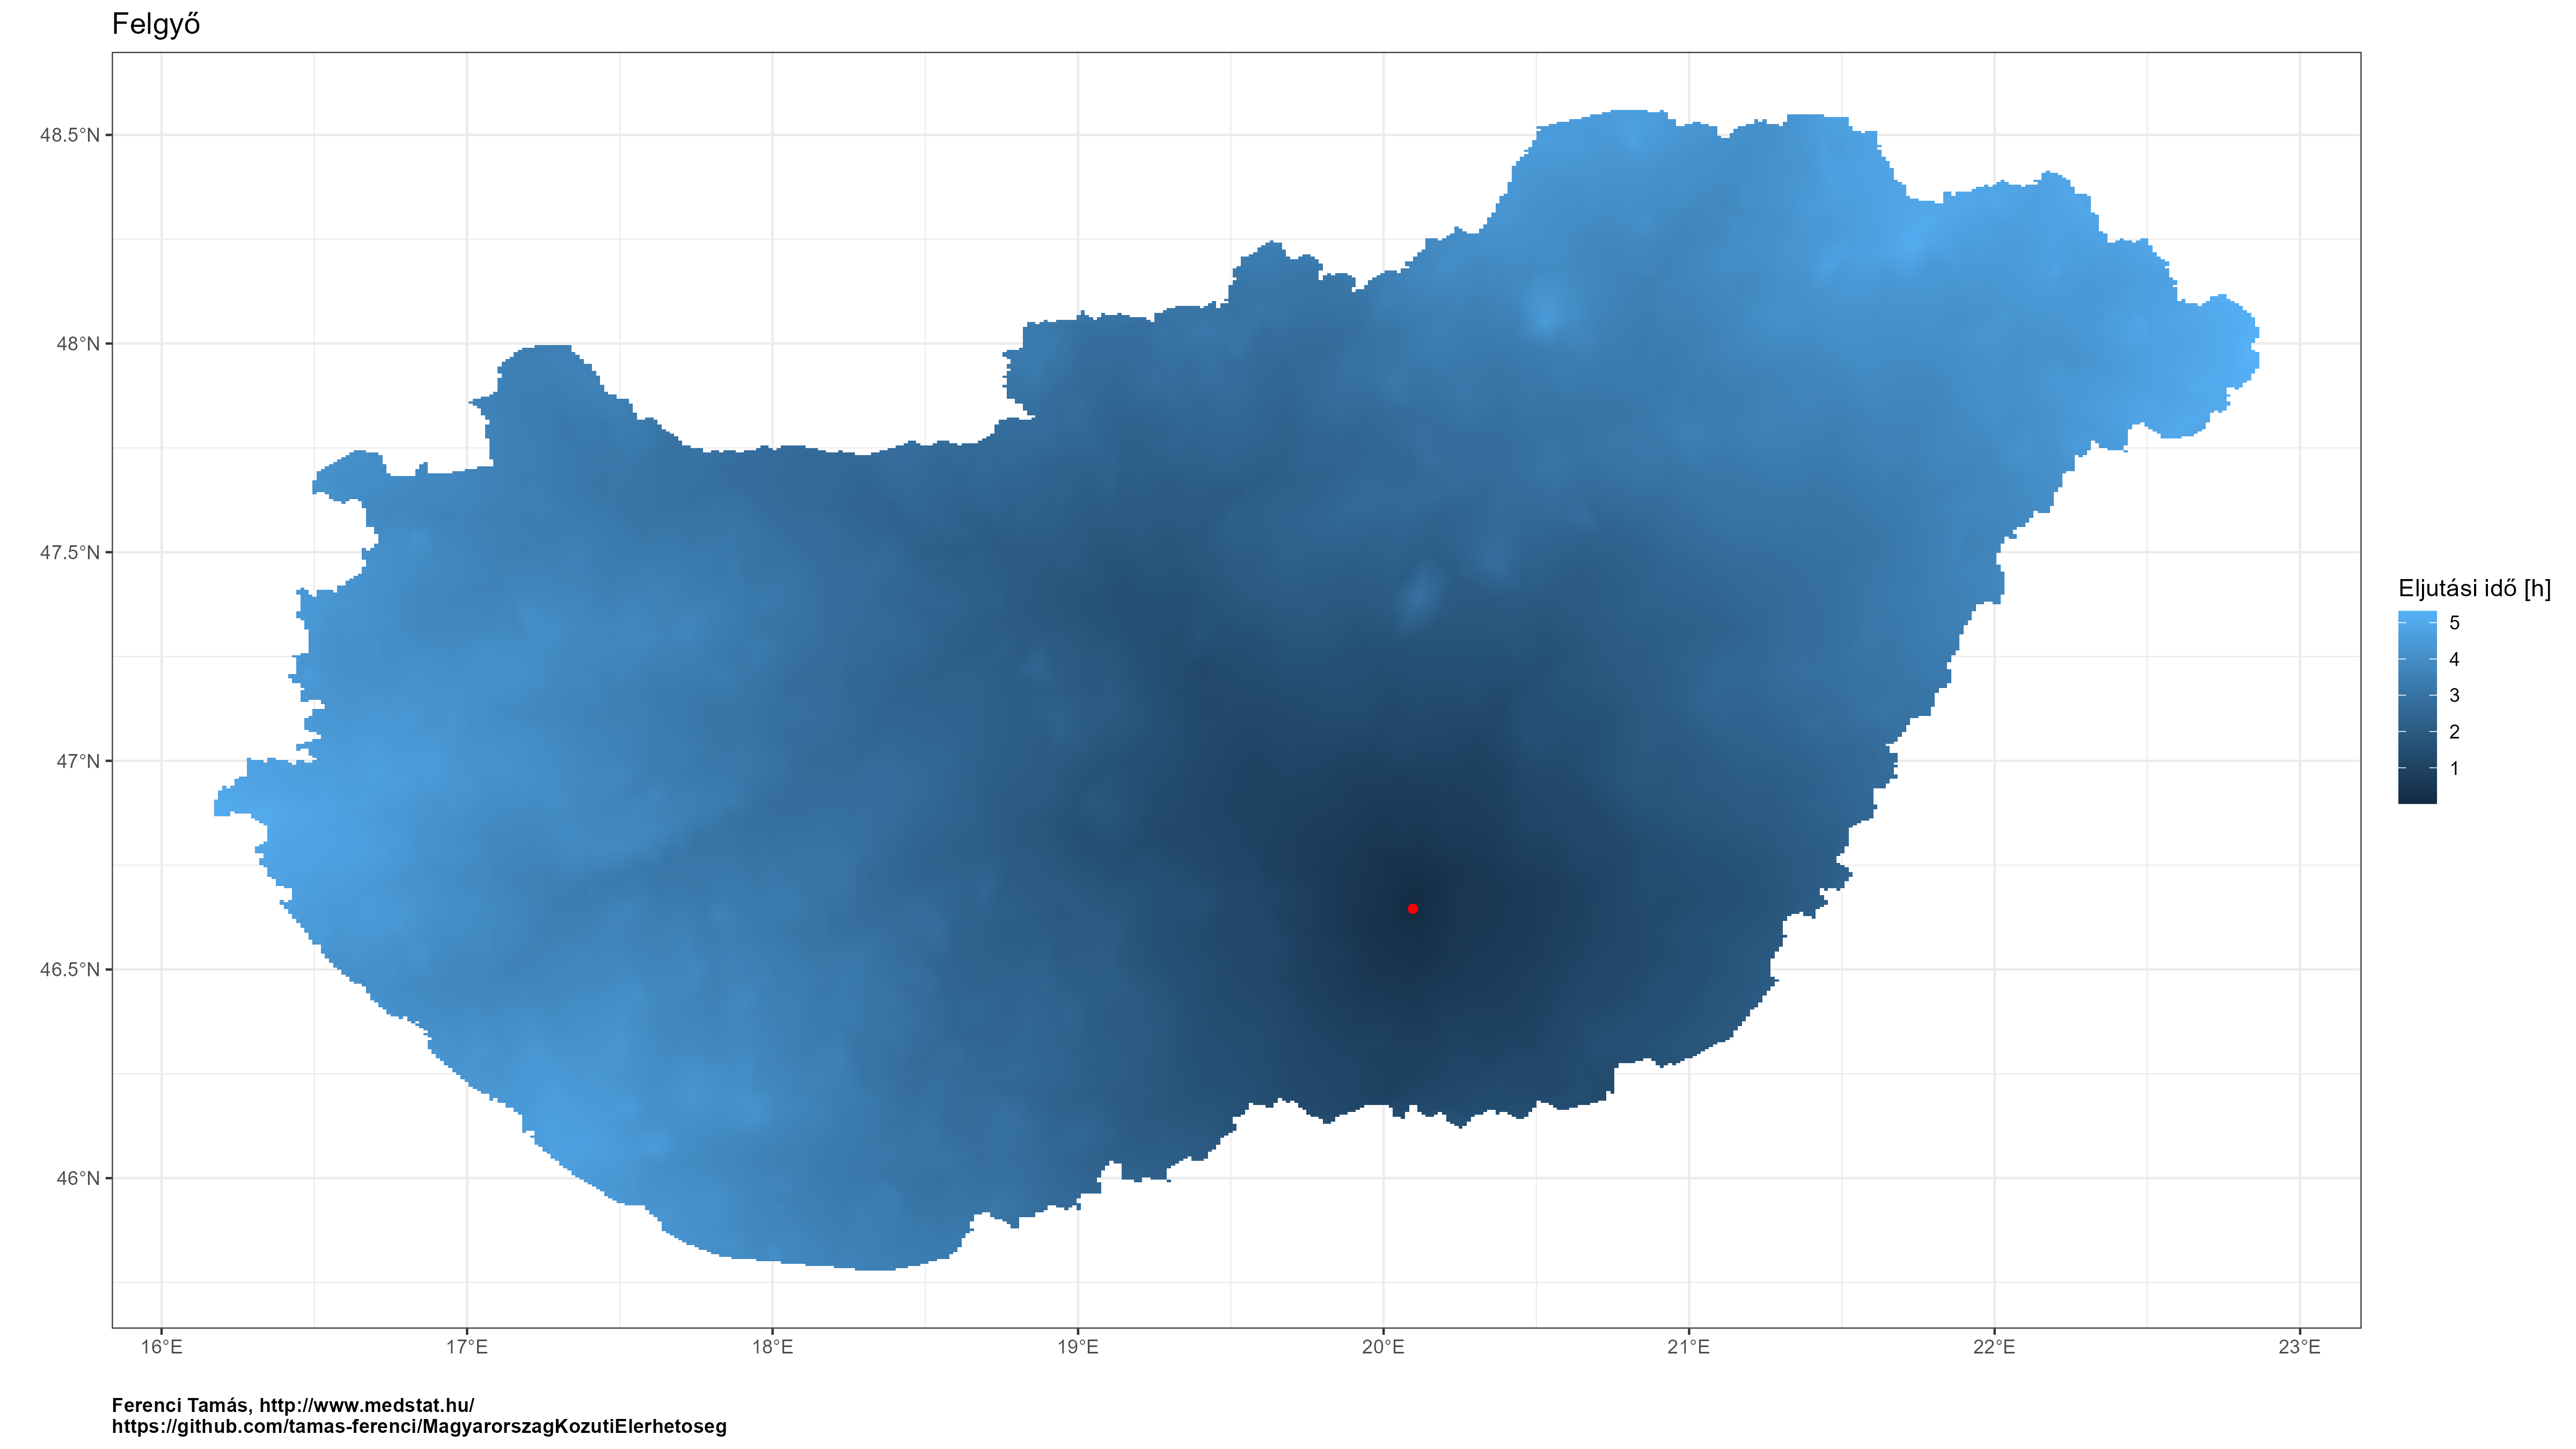 Felgyő
48.5°N
48°N
47.5°N
47°N
46.5°N
46°N
16°E 17°E 18°E 19°E 20°E 21°E 22°E 23°E
Eljutási idő [h]
5
4
3
2
1
Ferenci Tamás, http://www.medstat.hu/
https://github.com/tamas-ferenci/MagyarorszagKozutiElerhetoseg